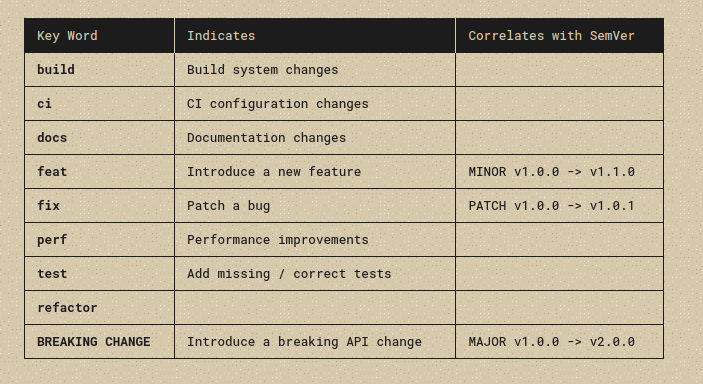 Key Word Indicates Correlates with SemVer
build Build system changes
ci CI configuration changes
docs Documentation changes
feat Introduce a new feature MINOR v1.0.0 -> v1.1.0
fix Patch a bug PATCH v1.0.0 -> v1.0.1
perf Performance improvements
test Add missing / correct tests
refactor
BREAKING CHANGE Introduce a breaking API change MAJOR v1.0.0 -> v2.0.0